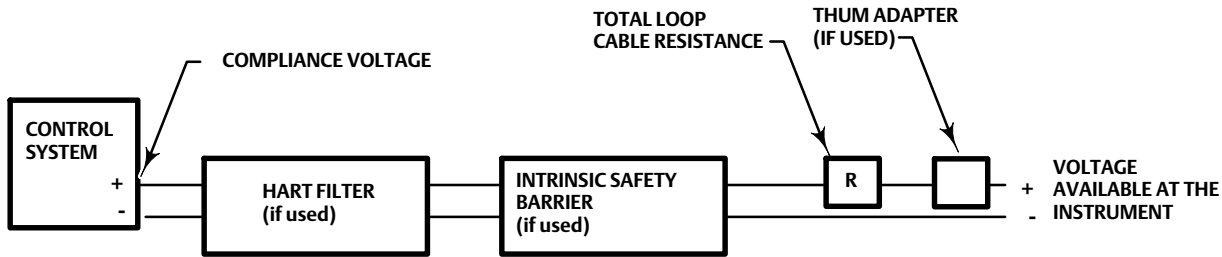 TOTAL LOOP
CABLE RESISTANCE
THUM ADAPTER
(IF USED)
COMPLIANCE VOLTAGE
CONTROL
SYSTEM
+
-
HART FILTER
(if used)
INTRINSIC SAFETY
BARRIER
(if used)
R
+
-
VOLTAGE
AVAILABLE AT THE
INSTRUMENT